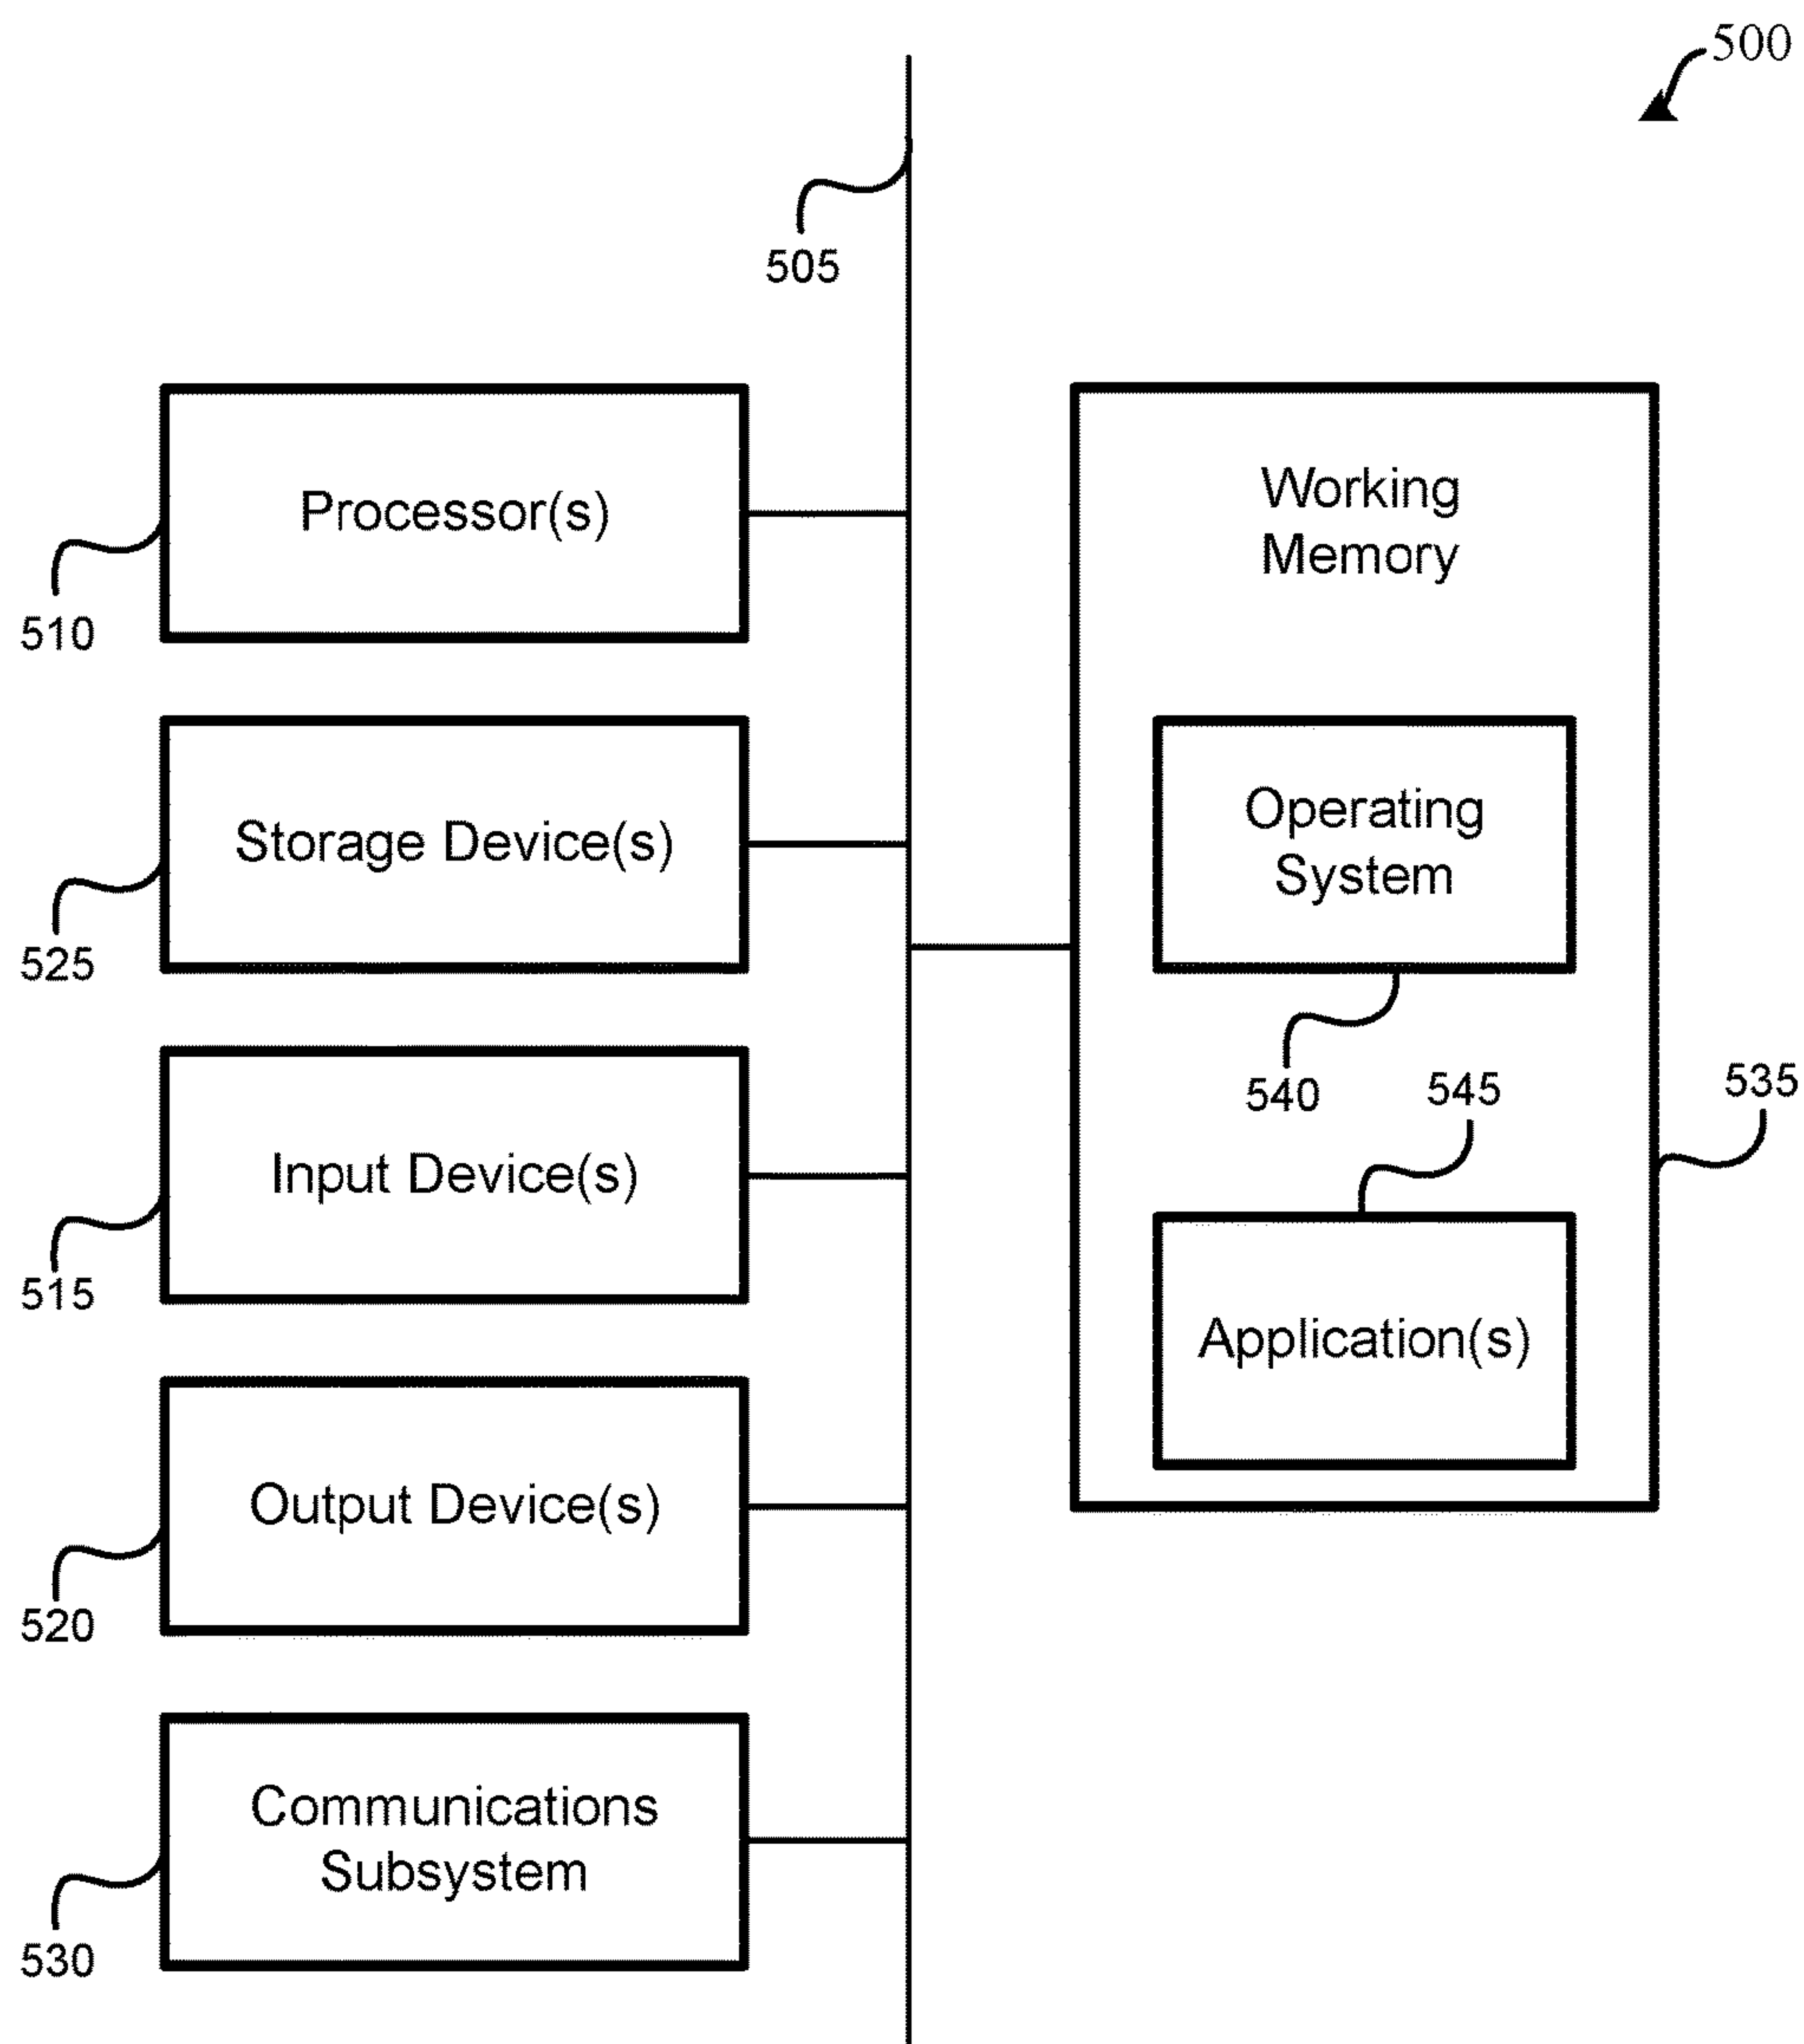 500
505
Processor(s)
510
Storage Device(s)
525
Input Device(s)
515
Output Device(s)
520
Communications
Subsystem
530
Working
Memory
Operating
System
540
545
535
Application(s)